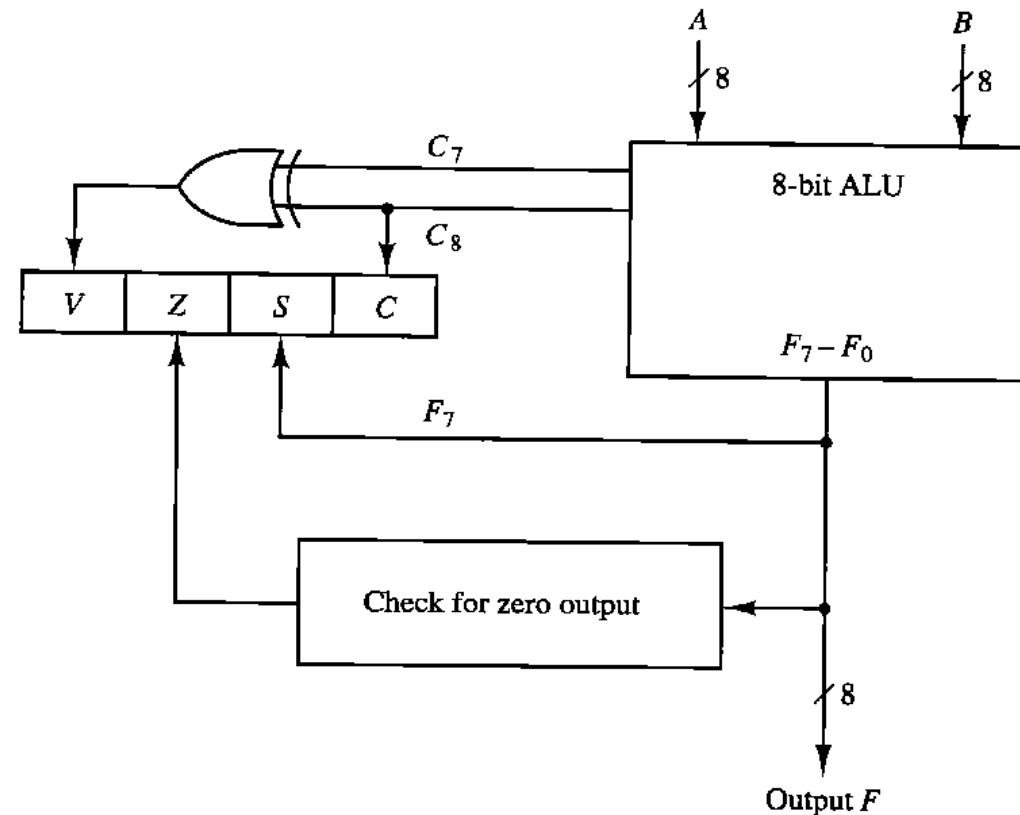 A
B
8
8
C7
8-bit ALU
C8
V
Z
S
C
F7 – F0
F7
Check for zero output
8
Output F